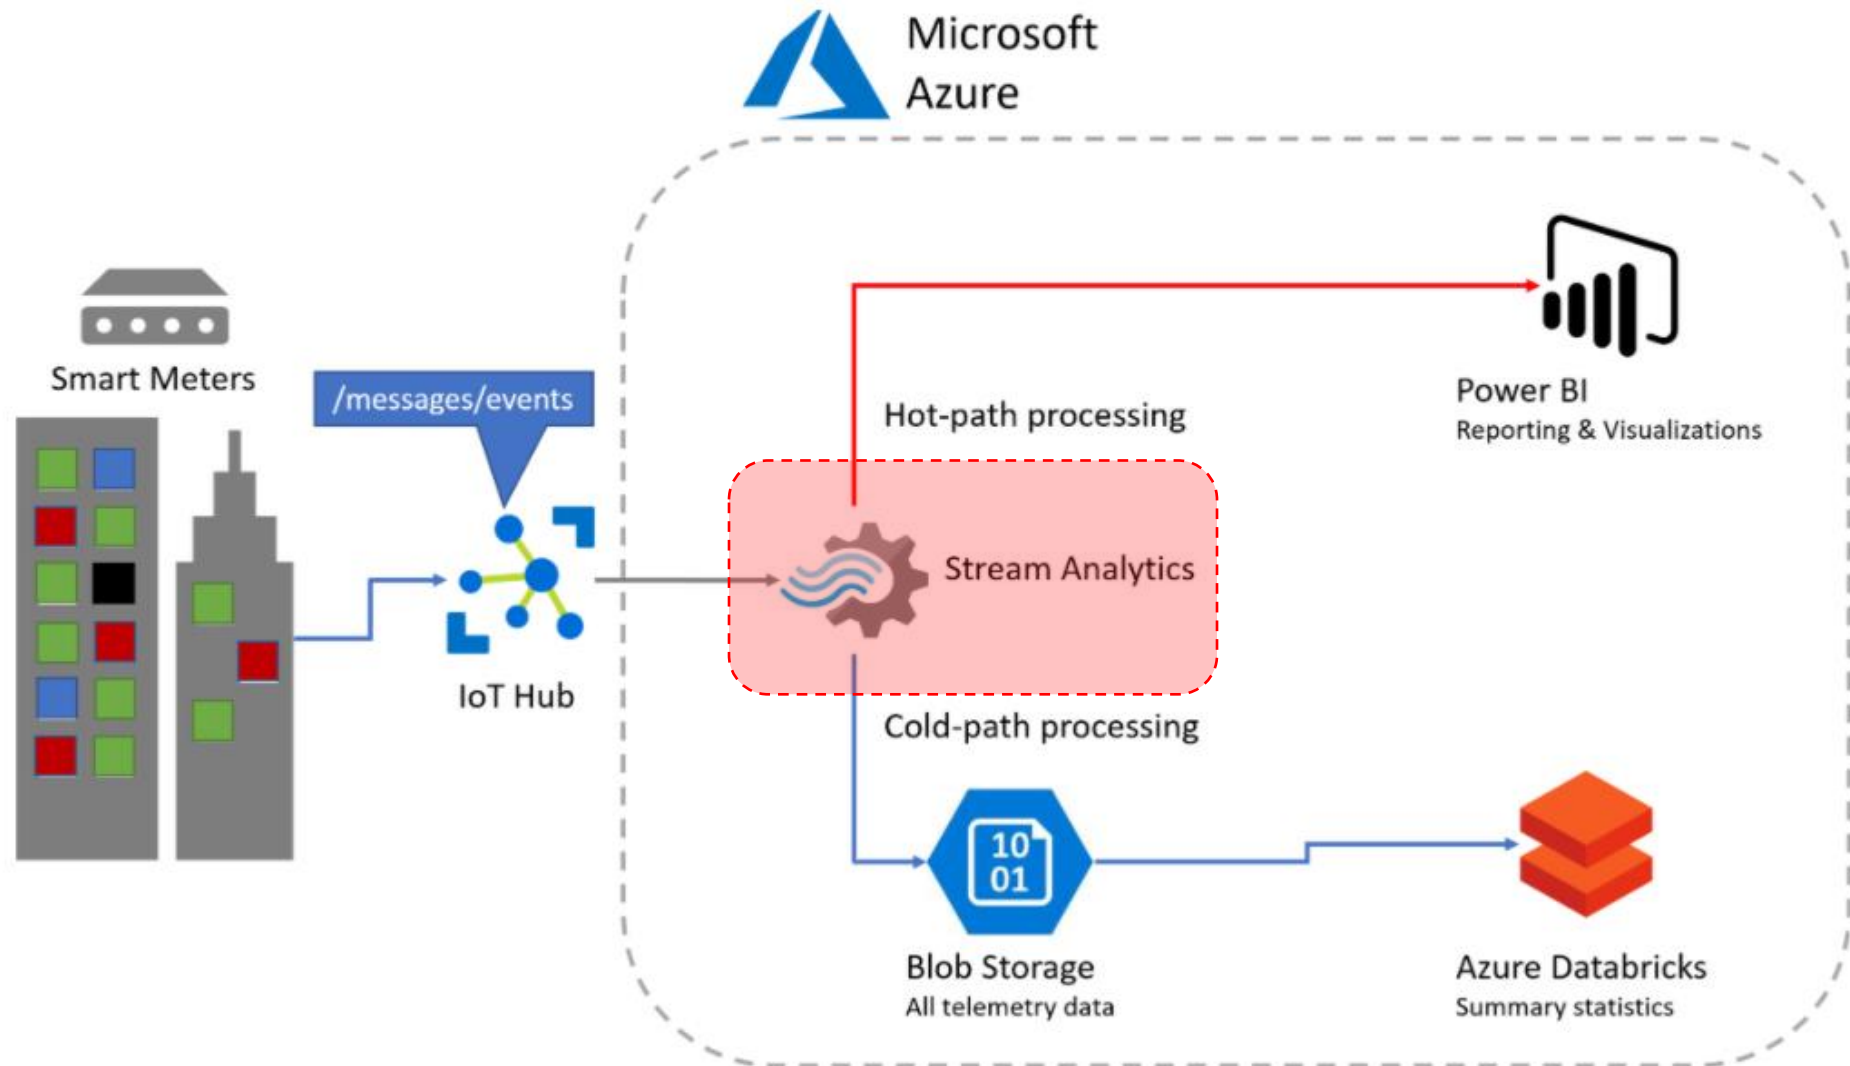 Microsoft
Azure
Smart Meters
/messages/events
IoT Hub
Hot-path processing
Stream Analytics
Cold-path processing
Power BI
Reporting & Visualizations
10
01
Blob Storage
All telemetry data
Azure Databricks
Summary statistics